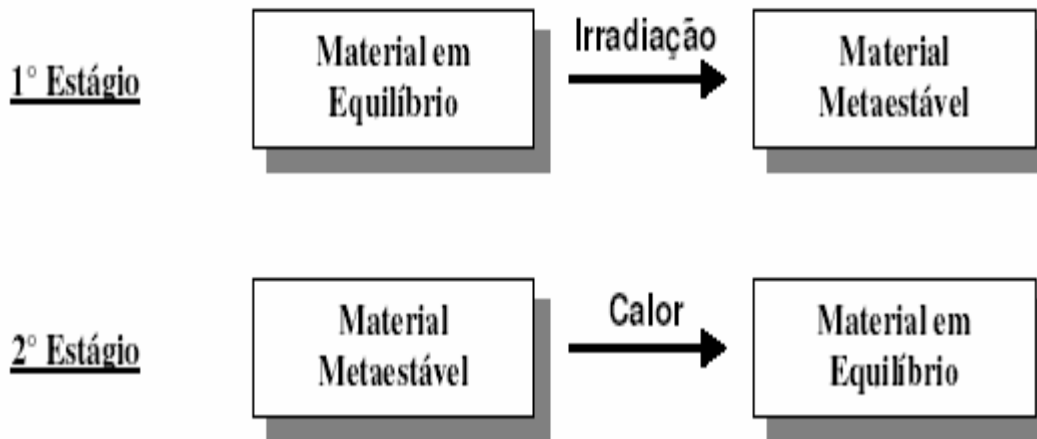 1° Estágio
Material em
Equilíbrio
Irradiação
Material
Metaestável
2° Estágio
Material
Metaestável
Calor
Material em
Equilíbrio